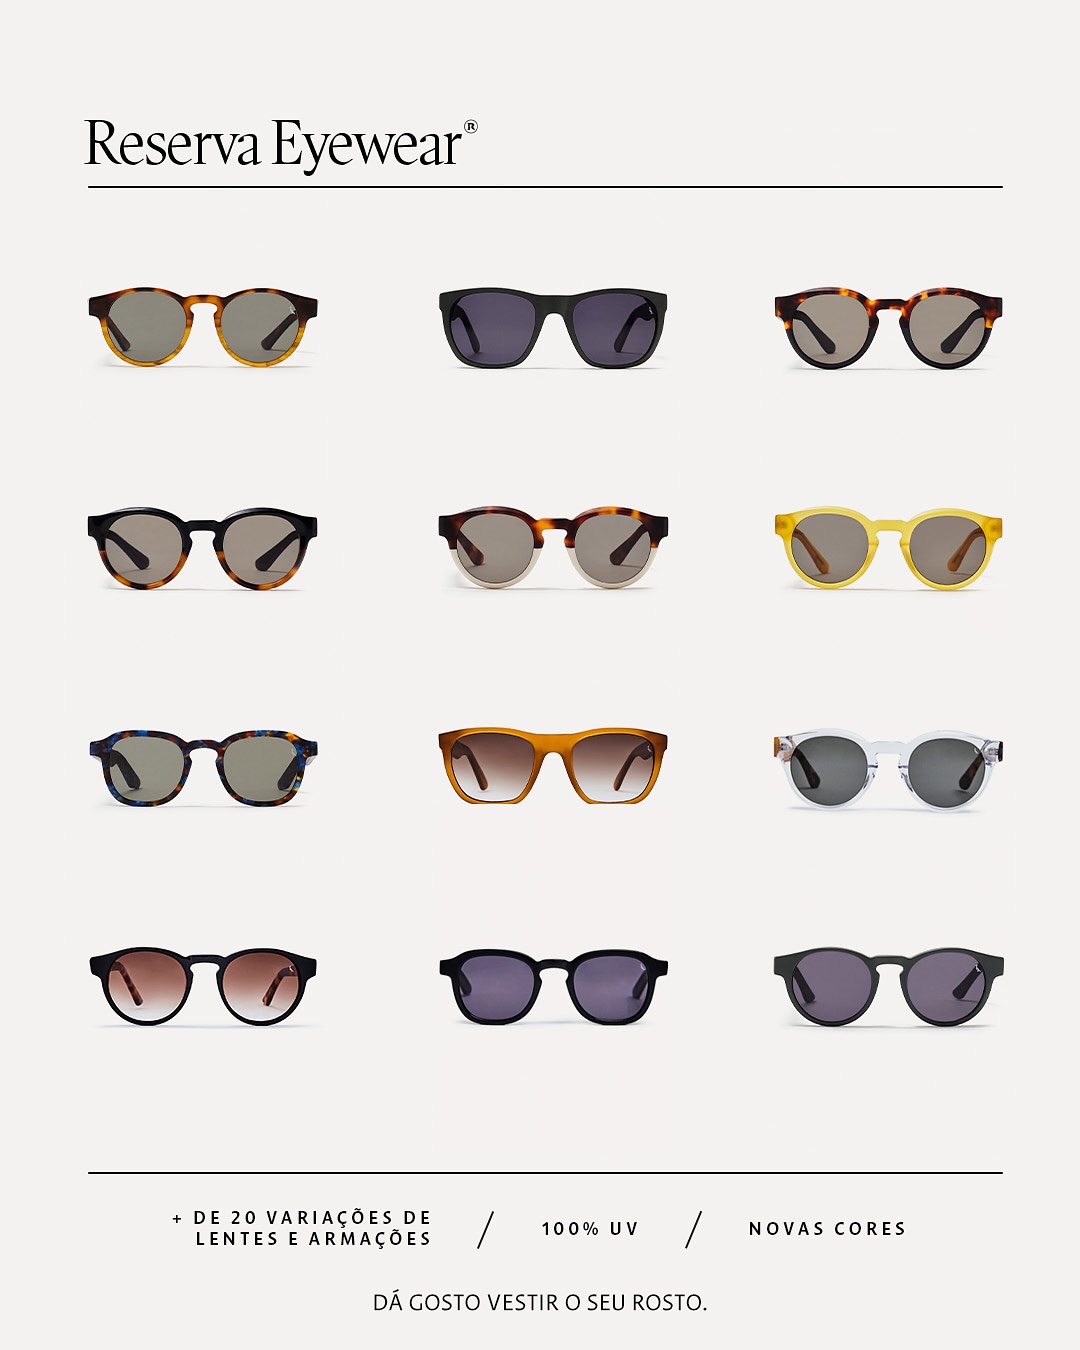 Reserva Eyewear®
+ DE 20 VARIAÇÕES DE
LENTES E ARMAÇÕES
/ 100% UV / NOVAS CORES
DÁ GOSTO VESTIR O SEU ROSTO.